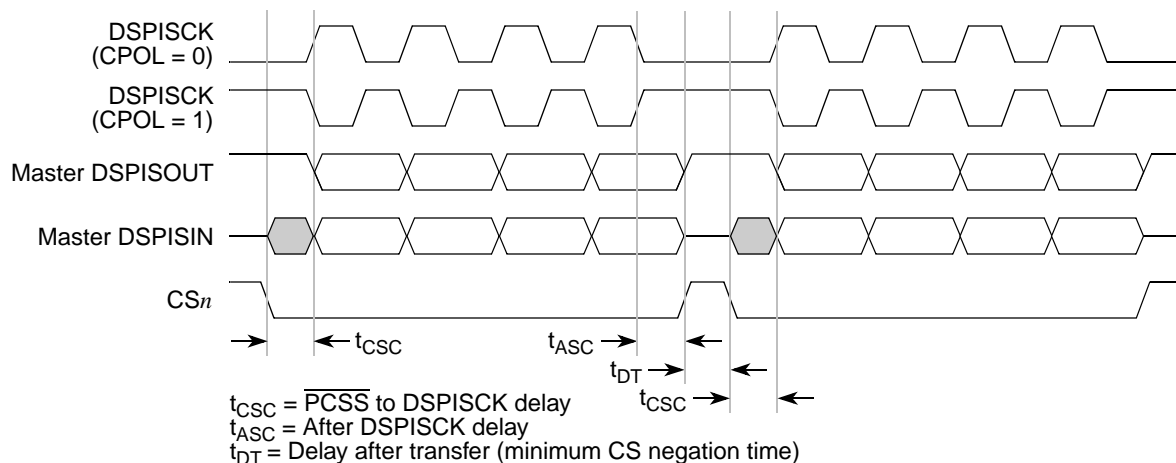 DSPISCK
(CPOL = 0)
DSPISCK
(CPOL = 1)
Master DSPISOUT
Master DSPISIN
CSn
tCSC
tASC
tDT
tCSC
tCSC = PCSS to DSPISCK delay
tASC = After DSPISCK delay
tDT = Delay after transfer (minimum CS negation time)